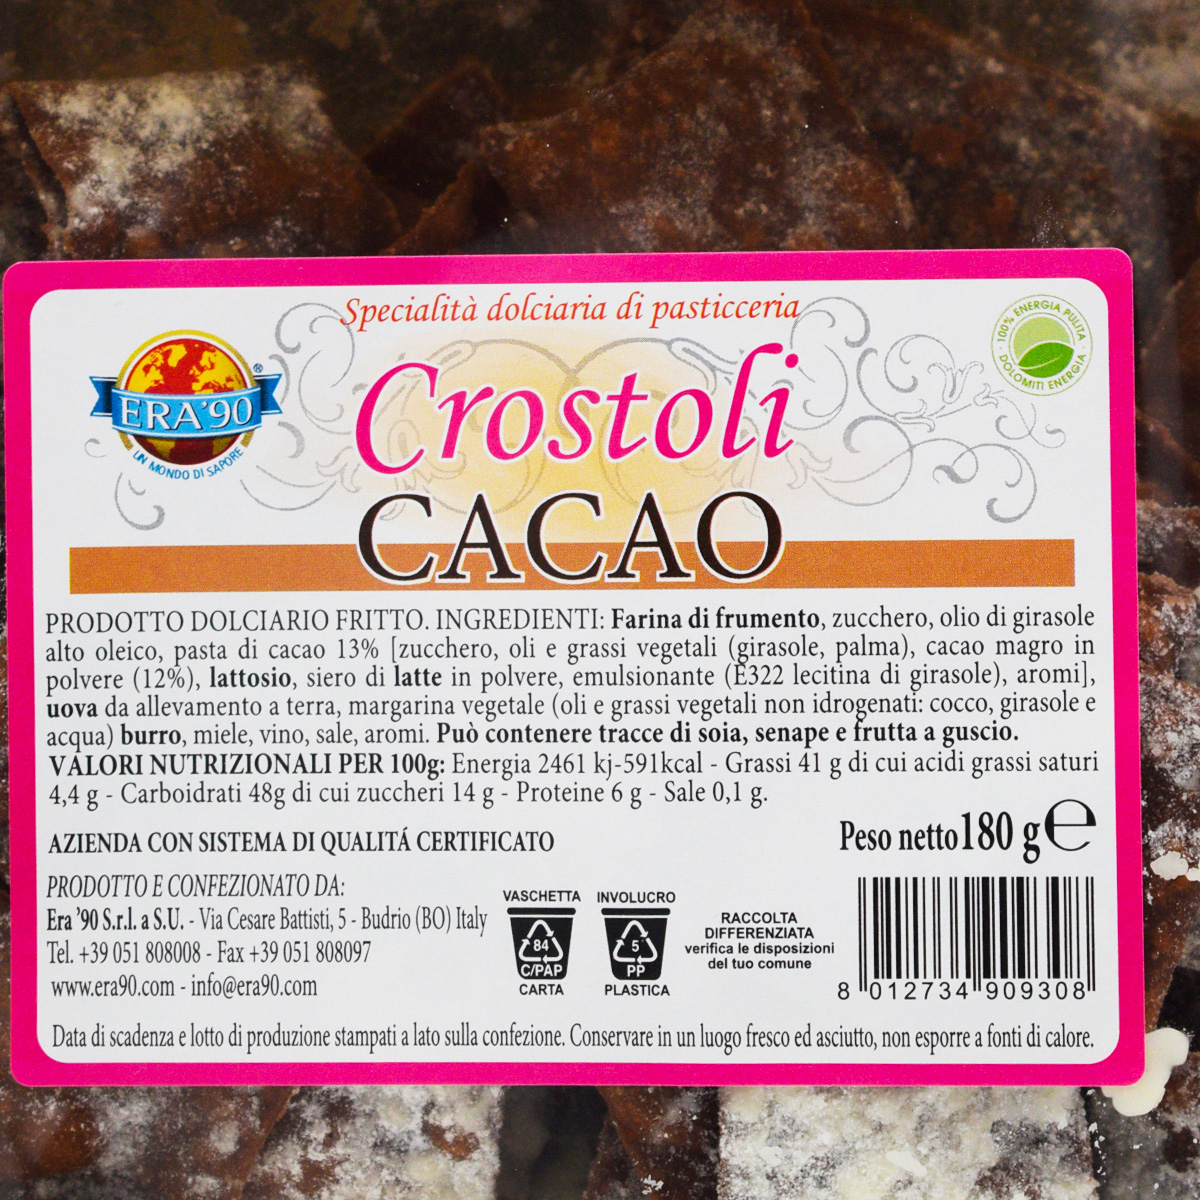 Specialità dolciaria di pasticceria
100% ENERGIA PULITA
DOLOMITI ENERGIA
ERA'90®
UN MONDO DI SAPORE
Crostoli
CACAO
PRODOTTO DOLCIARIO FRITTO. INGREDIENTI: Farina di frumento, zucchero, olio di girasole
alto oleico, pasta di cacao 13% [zucchero, oli e grassi vegetali (girasole, palma), cacao magro in
polvere (12%), lattosio, siero di latte in polvere, emulsionante (E322 lecitina di girasole), aromi],
uova da allevamento a terra, margarina vegetale (oli e grassi vegetali non idrogenati: cocco, girasole e
acqua) burro, miele, vino, sale, aromi. Può contenere tracce di soia, senape e frutta a guscio.
VALORI NUTRIZIONALI PER 100g: Energia 2461 kj-591kcal - Grassi 41 g di cui acidi grassi saturi
4,4 g - Carboidrati 48g di cui zuccheri 14 g - Proteine 6 g - Sale 0,1 g.
AZIENDA CON SISTEMA DI QUALITÁ CERTIFICATO
Peso netto 180 g ℮
PRODOTTO E CONFEZIONATO DA:
Era '90 S.r.l. a S.U. - Via Cesare Battisti, 5 - Budrio (BO) Italy
Tel. +39 051 808008 - Fax +39 051 808097
www.era90.com - info@era90.com
VASCHETTA
84
C/PAP
CARTA
INVOLUCRO
5
PP
PLASTICA
RACCOLTA
DIFFERENZIATA
verifica le disposizioni
del tuo comune
8 012734 909308
Data di scadenza e lotto di produzione stampati a lato sulla confezione. Conservare in un luogo fresco ed asciutto, non esporre a fonti di calore.